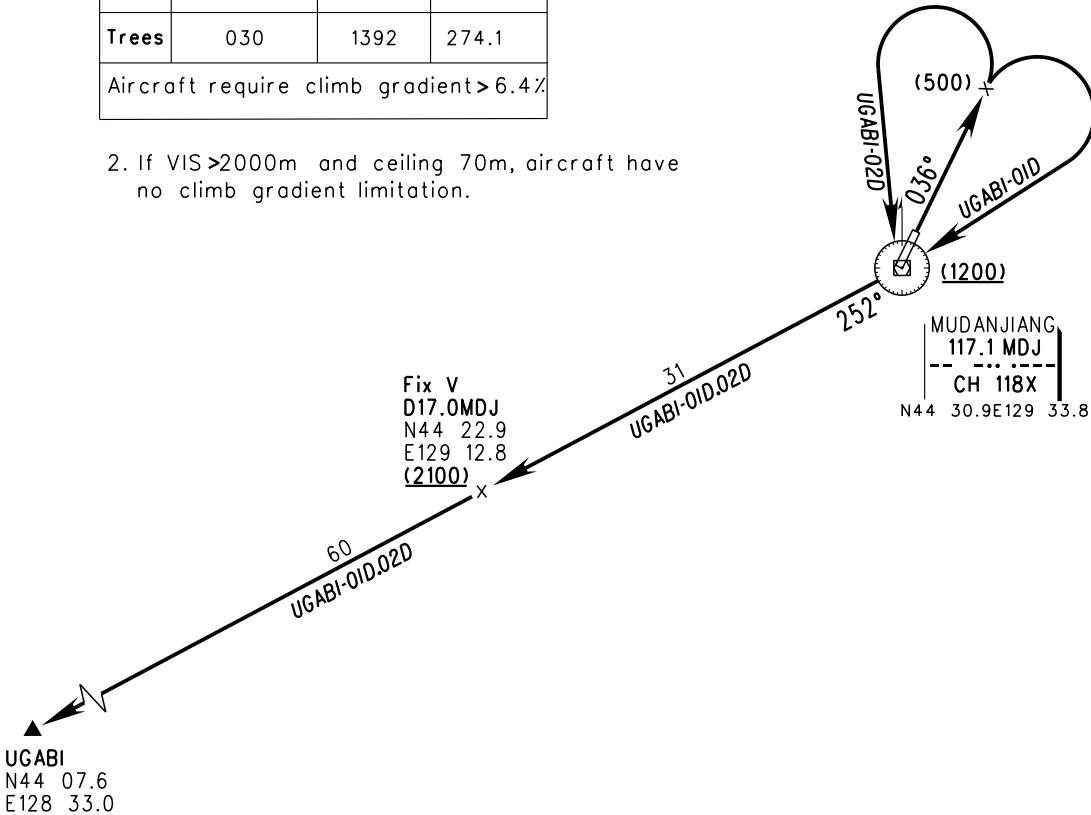 Trees 030 1392 274.1
Aircraft require climb gradient>6.4%
2. If VIS>2000m and ceiling 70m, aircraft have
no climb gradient limitation.
(500)
UGABI-02D
036°
UGABI-01D
(1200)
252°
MUDANJIANG
117.1 MDJ
-- -·· ·---
CH 118X
N44 30.9E129 33.8
31
UGABI-01D.02D
Fix V
D17.0MDJ
N44 22.9
E129 12.8
(2100)
X
60
UGABI-01D.02D
UGABI
N44 07.6
E128 33.0